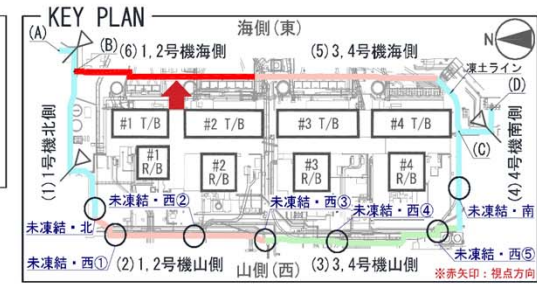 KEY PLAN
海側(東)
(A)
(B)
(6)1,2号機海側
(5)3,4号機海側
N
凍土ライン
(D)
#1 T/B
#2 T/B
#3 T/B
#4 T/B
(C)
(1)1号機北側
(4)4号機南側
#1
R/B
#2
R/B
#3
R/B
#4
R/B
未凍結・西②
未凍結・西③
未凍結・西④
未凍結・南
未凍結・北
未凍結・西①
(2)1,2号機山側
山側(西)
(3)3,4号機山側
未凍結・西⑤
※赤矢印:視点方向